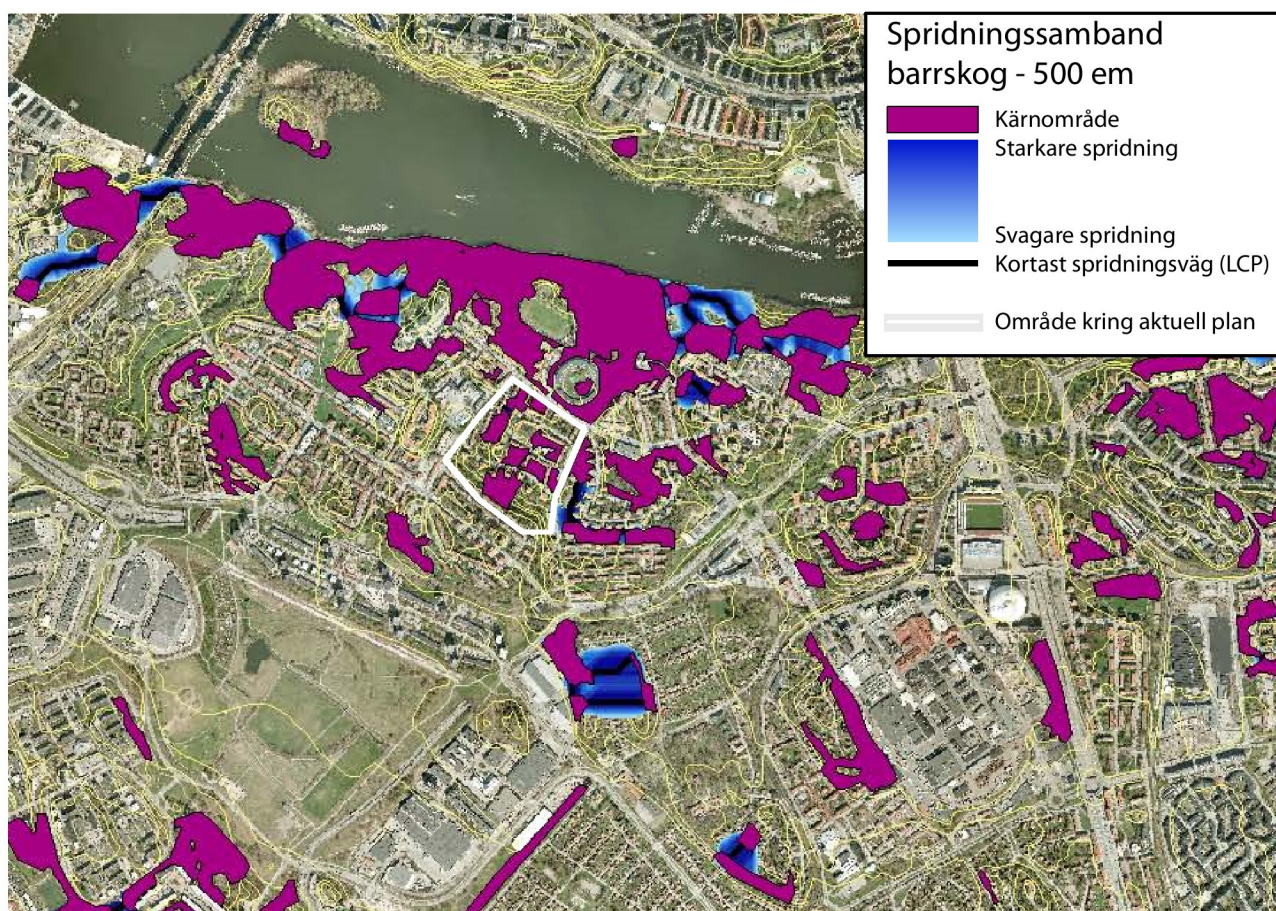 Spridningssamband
barrskog - 500 em
Kärnområde
Starkare spridning
Svagare spridning
Kortast spridningsväg (LCP)
Område kring aktuell plan